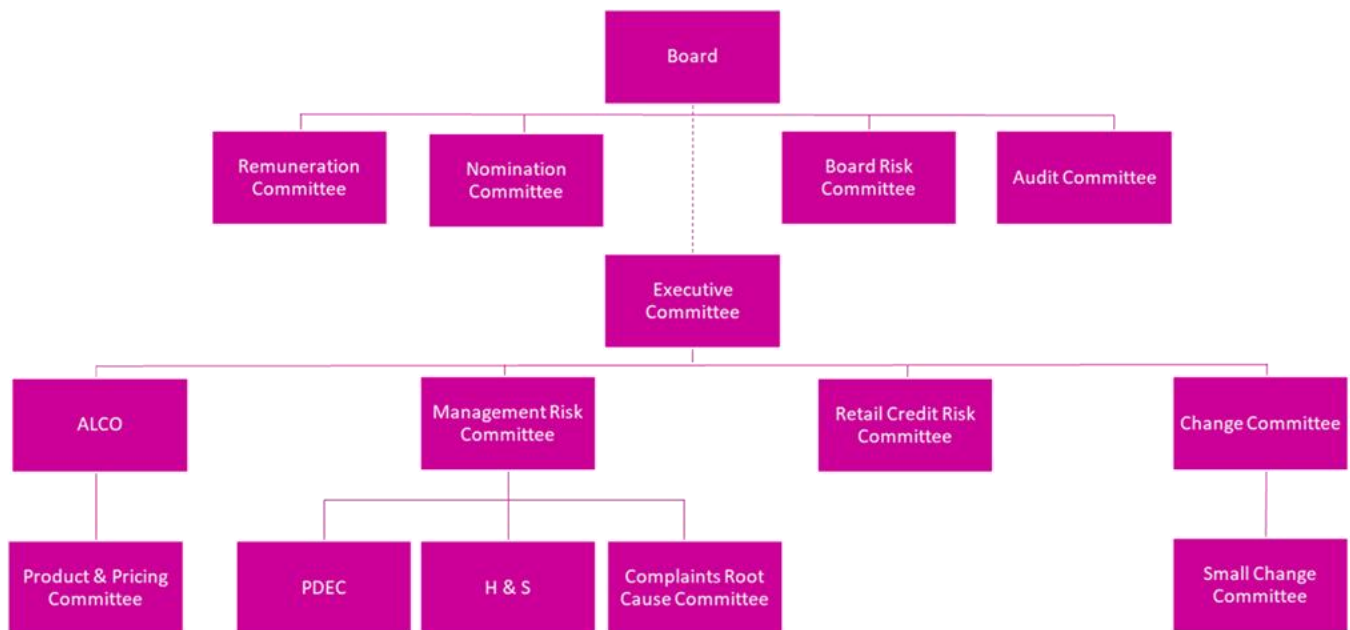 Board
Remuneration
Committee
Nomination
Committee
Board Risk
Committee
Audit Committee
Executive
Committee
ALCO
Management Risk
Committee
Retail Credit Risk
Committee
Change Committee
Product & Pricing
Committee
PDEC
H & S
Complaints Root
Cause Committee
Small Change
Committee